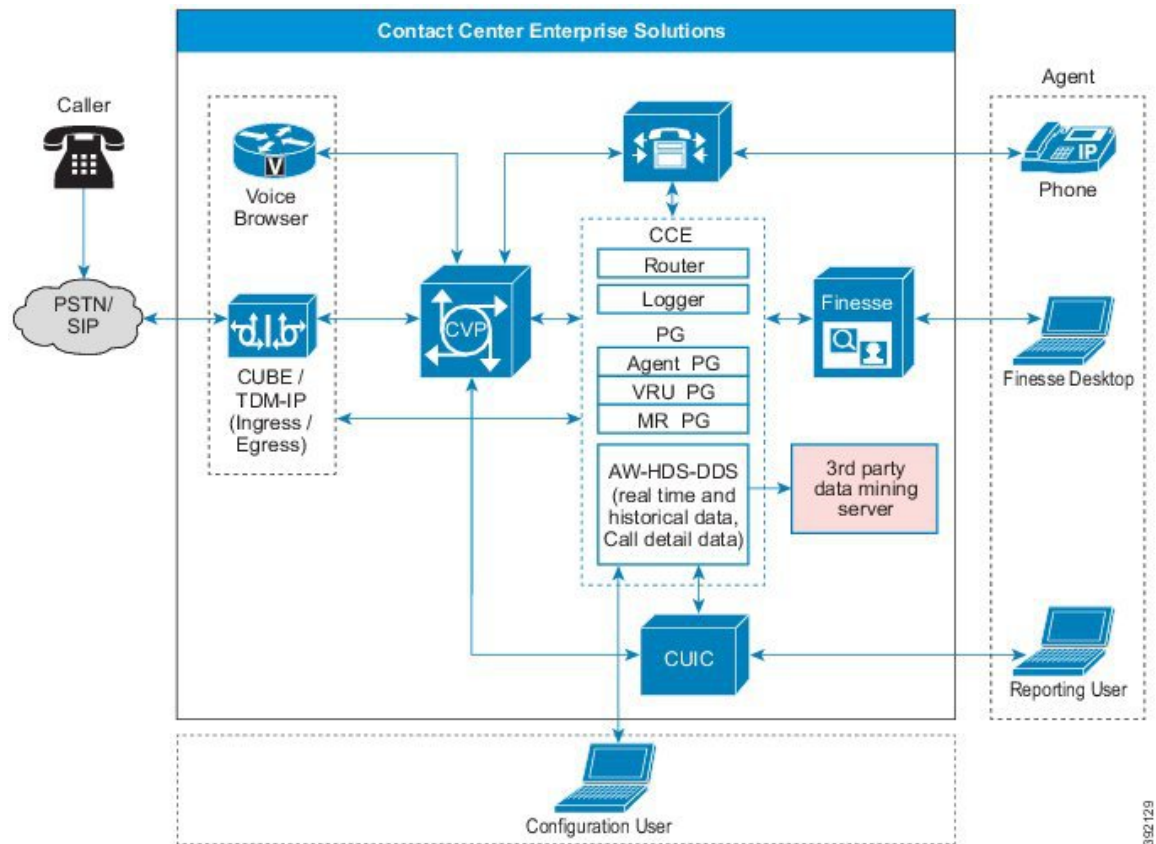 Contact Center Enterprise Solutions
Caller
Agent
V
Voice
Browser
IP
Phone
CCE
Router
Logger
PG
Agent PG
VRU PG
MR PG
PSTN/
SIP
CVP
Finesse
Finesse Desktop
CUBE /
TDM-IP
(Ingress /
Egress)
AW-HDS-DDS
(real time and
historical data,
Call detail data)
3rd party
data mining
server
CUIC
Reporting User
Configuration User
392129